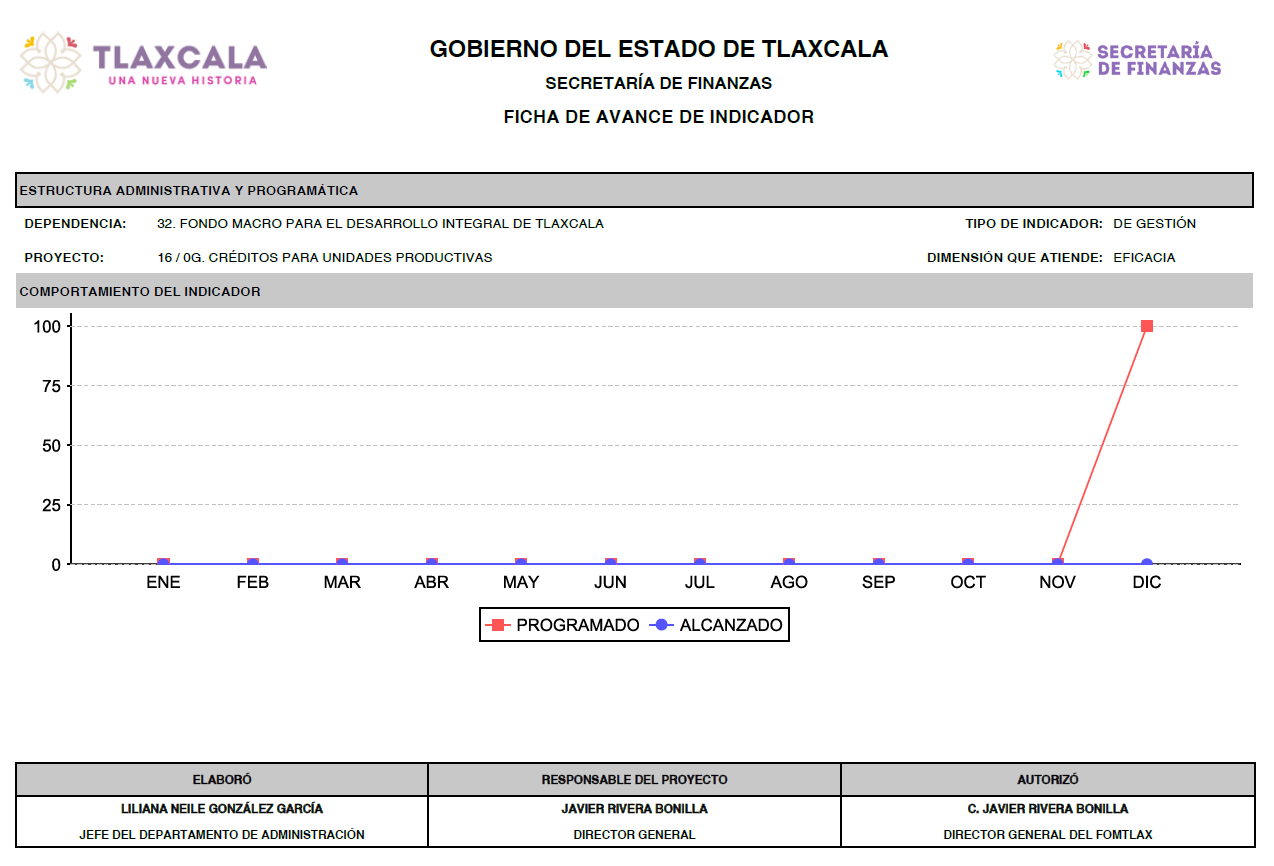 TLAXCALA
UNA NUEVA HISTORIA
GOBIERNO DEL ESTADO DE TLAXCALA
SECRETARÍA DE FINANZAS
FICHA DE AVANCE DE INDICADOR
SECRETARÍA
DE FINANZAS
ESTRUCTURA ADMINISTRATIVA Y PROGRAMÁTICA
DEPENDENCIA: 32. FONDO MACRO PARA EL DESARROLLO INTEGRAL DE TLAXCALA TIPO DE INDICADOR: DE GESTIÓN
PROYECTO: 16 / 0G. CRÉDITOS PARA UNIDADES PRODUCTIVAS DIMENSIÓN QUE ATIENDE: EFICACIA
COMPORTAMIENTO DEL INDICADOR
100
75
50
25
0
ENE FEB MAR ABR MAY JUN JUL AGO SEP OCT NOV DIC
PROGRAMADO ALCANZADO
ELABORÓ RESPONSABLE DEL PROYECTO AUTORIZÓ
LILIANA NEILE GONZÁLEZ GARCÍA JAVIER RIVERA BONILLA C. JAVIER RIVERA BONILLA
JEFE DEL DEPARTAMENTO DE ADMINISTRACIÓN DIRECTOR GENERAL DIRECTOR GENERAL DEL FOMTLAX